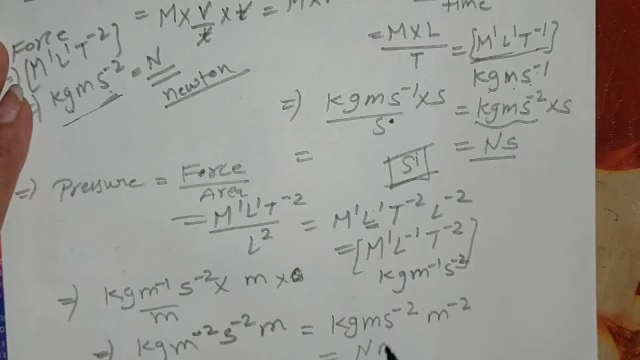 Force = M×V/t×t = M×V
⇒ [M¹L¹T⁻²]
⇒ kgms⁻² = N
newton
time
= M×L/T = [M¹L¹T⁻¹]
kgms⁻¹
⇒ kgms⁻¹×s/s = kgms⁻²×s
= Ns
SI
⇒ Pressure = Force/Area =
= M¹L¹T⁻²/L² = M¹L¹T⁻² L⁻²
= [M¹L⁻¹T⁻²]
kgm⁻¹s⁻²
⇒ kgm⁻¹s⁻²× m/m
⇒ kgm⁻²s⁻²m = kgms⁻² m⁻²
= N